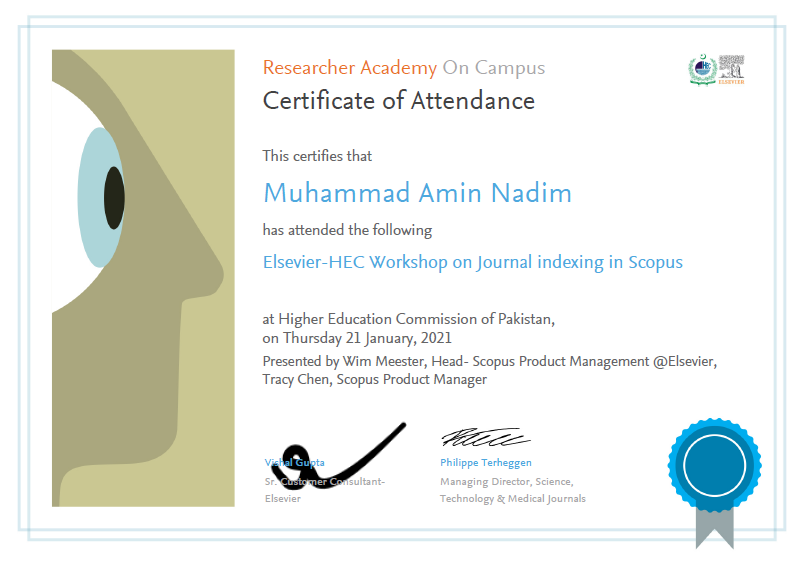 Researcher Academy On Campus
Certificate of Attendance
This certifies that
Muhammad Amin Nadim
has attended the following
Elsevier-HEC Workshop on Journal indexing in Scopus
at Higher Education Commission of Pakistan,
on Thursday 21 January, 2021
Presented by Wim Meester, Head- Scopus Product Management @Elsevier,
Tracy Chen, Scopus Product Manager
Vishal Gupta
Sr. Customer Consultant-
Elsevier
Philippe Terheggen
Managing Director, Science,
Technology & Medical Journals
ELSEVIER